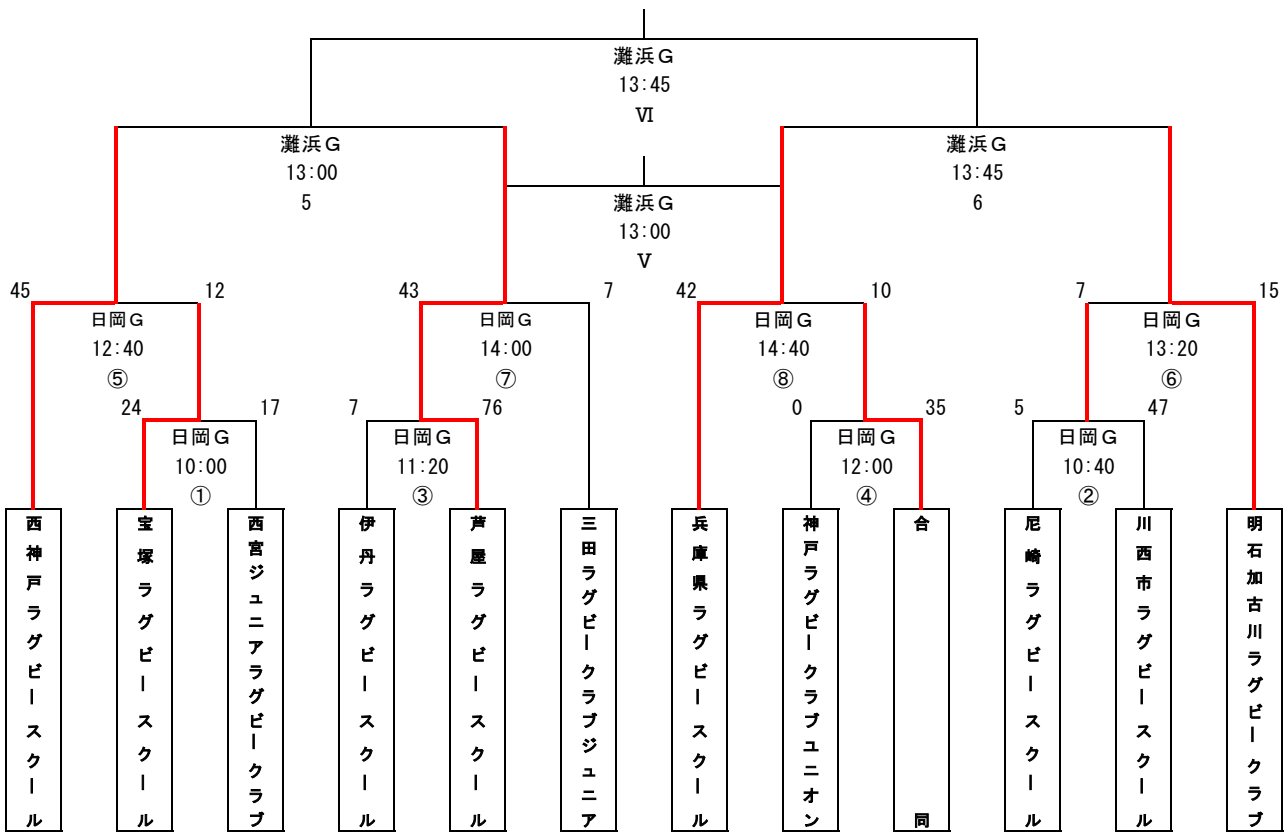 灘浜G
13:45
Ⅵ
灘浜G
13:00
5
灘浜G
13:45
6
灘浜G
13:00
Ⅴ
45
12
43
7
42
10
7
15
日岡G
12:40
⑤
日岡G
14:00
⑦
日岡G
14:40
⑧
日岡G
13:20
⑥
24
17
7
76
0
35
5
47
日岡G
10:00
①
日岡G
11:20
③
日岡G
12:00
④
日岡G
10:40
②
西神戸ラグビースクール
宝塚ラグビースクール
西宮ジュニアラグビークラブ
伊丹ラグビースクール
芦屋ラグビースクール
三田ラグビークラブジュニア
兵庫県ラグビースクール
神戸ラグビークラブユニオン
合同
尼崎ラグビースクール
川西市ラグビースクール
明石加古川ラグビークラブ